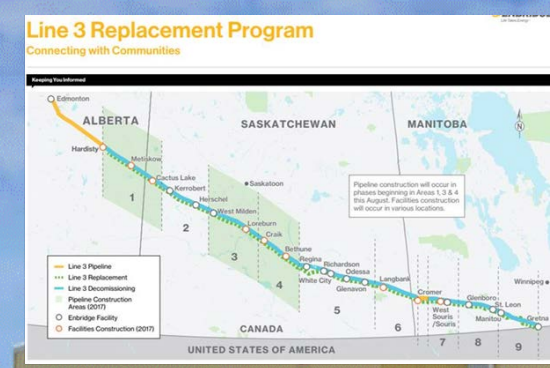 Line 3 Replacement Program
Connecting with Communities
Keeping You Informed
Edmonton
ALBERTA
SASKATCHEWAN
MANITOBA
N
Hardisty
Metiskow
Cactus Lake
Kerrobert
Herschel
West Milden
Saskatoon
Loreburn
Craik
Bethune
Regina
Richardson
White City
Odessa
Glenavon
Langbank
Cromer
West
Souris
/Souris
Glenboro
St. Leon
Manitou
Gretna
Winnipeg
Pipeline construction will occur in
phases beginning in Areas 1, 3 & 4
this August. Facilities construction
will occur in various locations.
1
2
3
4
5
6
7
8
9
Line 3 Pipeline
Line 3 Replacement
Line 3 Decomissioning
Pipeline Construction
Areas (2017)
Enbridge Facility
Facilities Construction (2017)
CANADA
UNITED STATES OF AMERICA